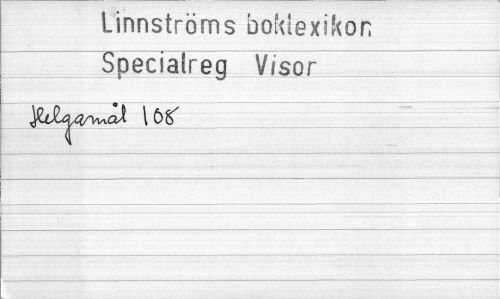 Linnströms boklexikon
Specialreg Visor
Helgamål 108